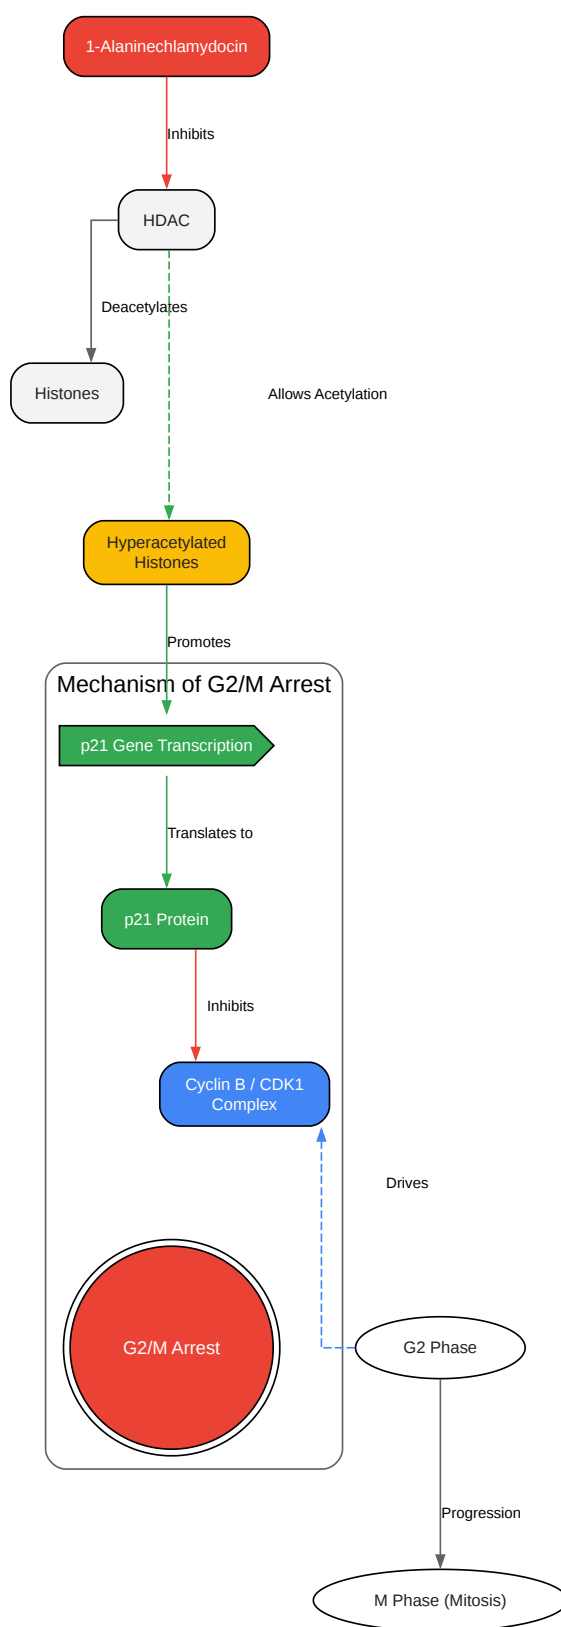 1-Alaninechlamydocin
Inhibits
HDAC
Deacetylates
Histones
Allows Acetylation
Hyperacetylated
Histones
Promotes
Mechanism of G2/M Arrest
p21 Gene Transcription
Translates to
p21 Protein
Inhibits
Cyclin B / CDK1
Complex
Drives
G2/M Arrest
G2 Phase
Progression
M Phase (Mitosis)